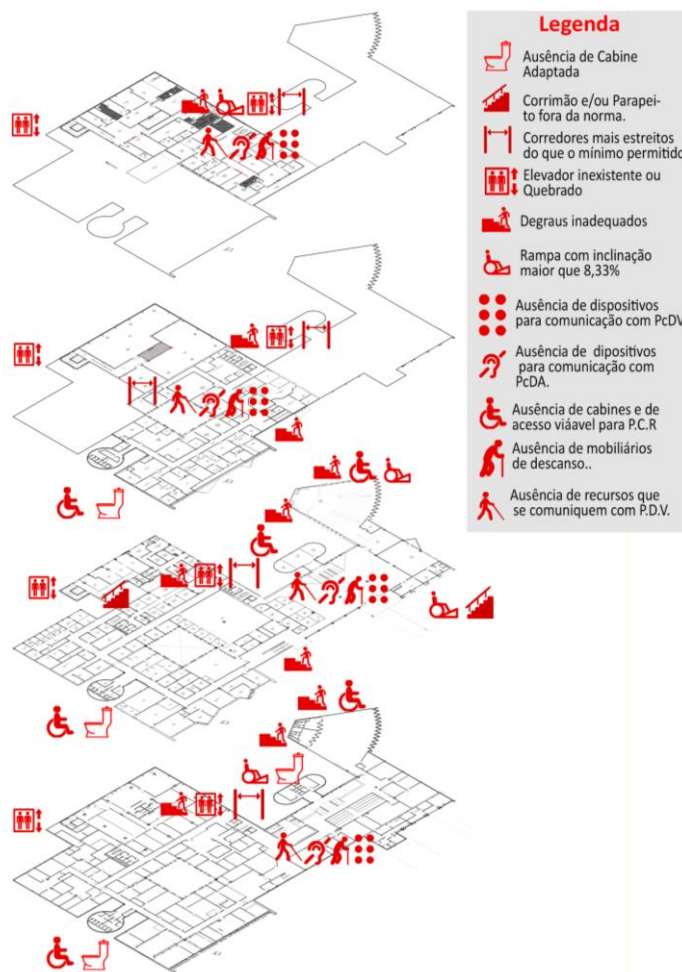 Legenda
Ausência de Cabine
Adaptada
Corrimão e/ou Parapei-
to fora da norma.
Corredores mais estreitos
do que o mínimo permitido
Elevador inexistente ou
Quebrado
Degraus inadequados
Rampa com inclinação
maior que 8,33%
Ausência de dispositivos
para comunicação com PcDV
Ausência de dipositivos
para comunicação com
PcDA.
Ausência de cabines e de
acesso viáavel para P.C.R
Ausência de mobiliários
de descanso..
Ausência de recursos que
se comuniquem com P.D.V.